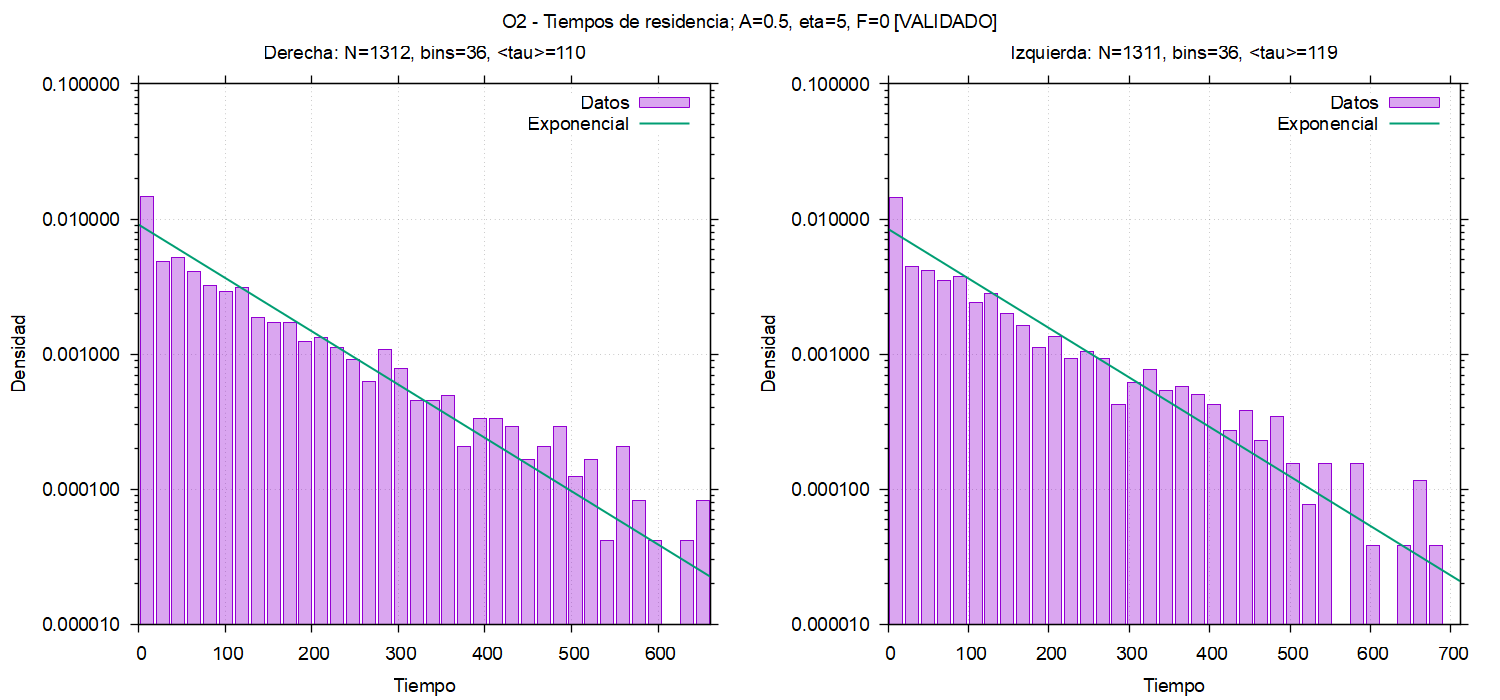 O2 - Tiempos de residencia; A=0.5, eta=5, F=0 [VALIDADO]
Derecha: N=1312, bins=36, <tau>=110
Datos
Exponencial
0.100000
0.010000
0.001000
0.000100
0.000010
Densidad
0 100 200 300 400 500 600
Tiempo
Izquierda: N=1311, bins=36, <tau>=119
Datos
Exponencial
0.100000
0.010000
0.001000
0.000100
0.000010
Densidad
0 100 200 300 400 500 600 700
Tiempo